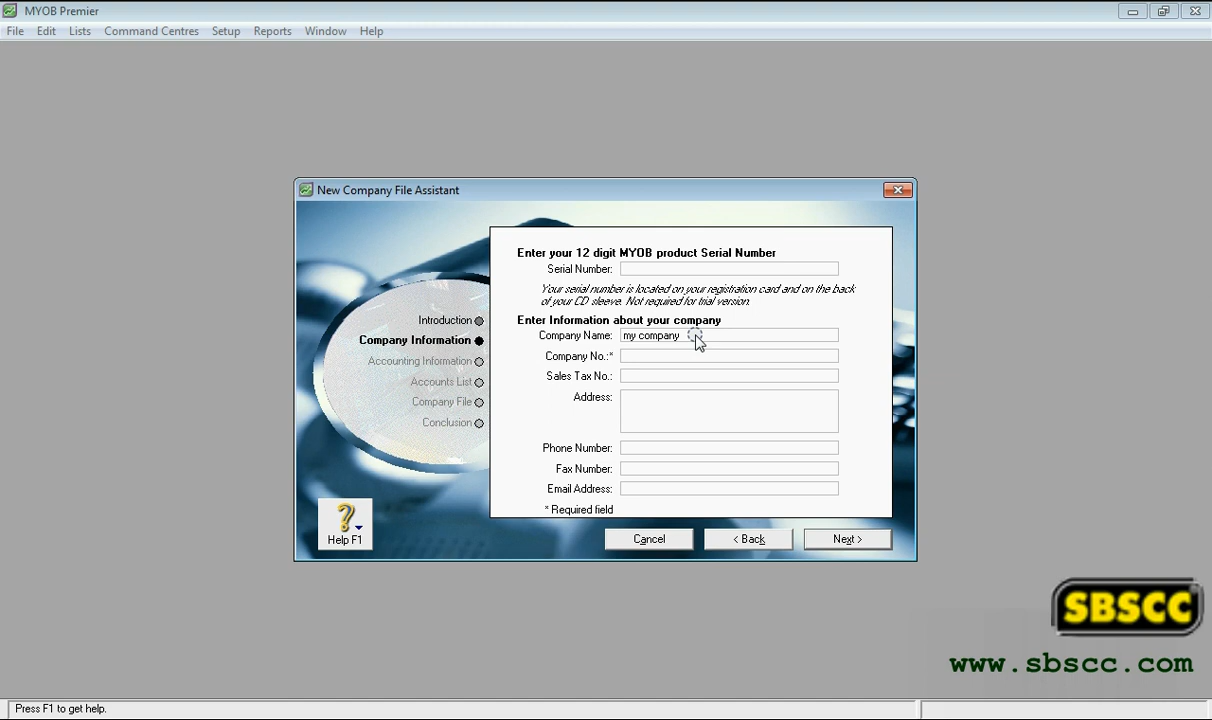 MYOB Premier
File Edit Lists Command Centres Setup Reports Window Help
New Company File Assistant
Enter your 12 digit MYOB product Serial Number
Serial Number:
Your serial number is located on your registration card and on the back
of your CD sleeve. Not required for trial version.
Introduction
Enter Information about your company
Company Information
Company Name: my company
Accounting Information
Company No.:*
Accounts List
Sales Tax No.:
Company File
Address:
Conclusion
Phone Number:
Fax Number:
Email Address:
* Required field
?
Help F1
Cancel < Back Next >
SBSCC
www.sbscc.com
Press F1 to get help.